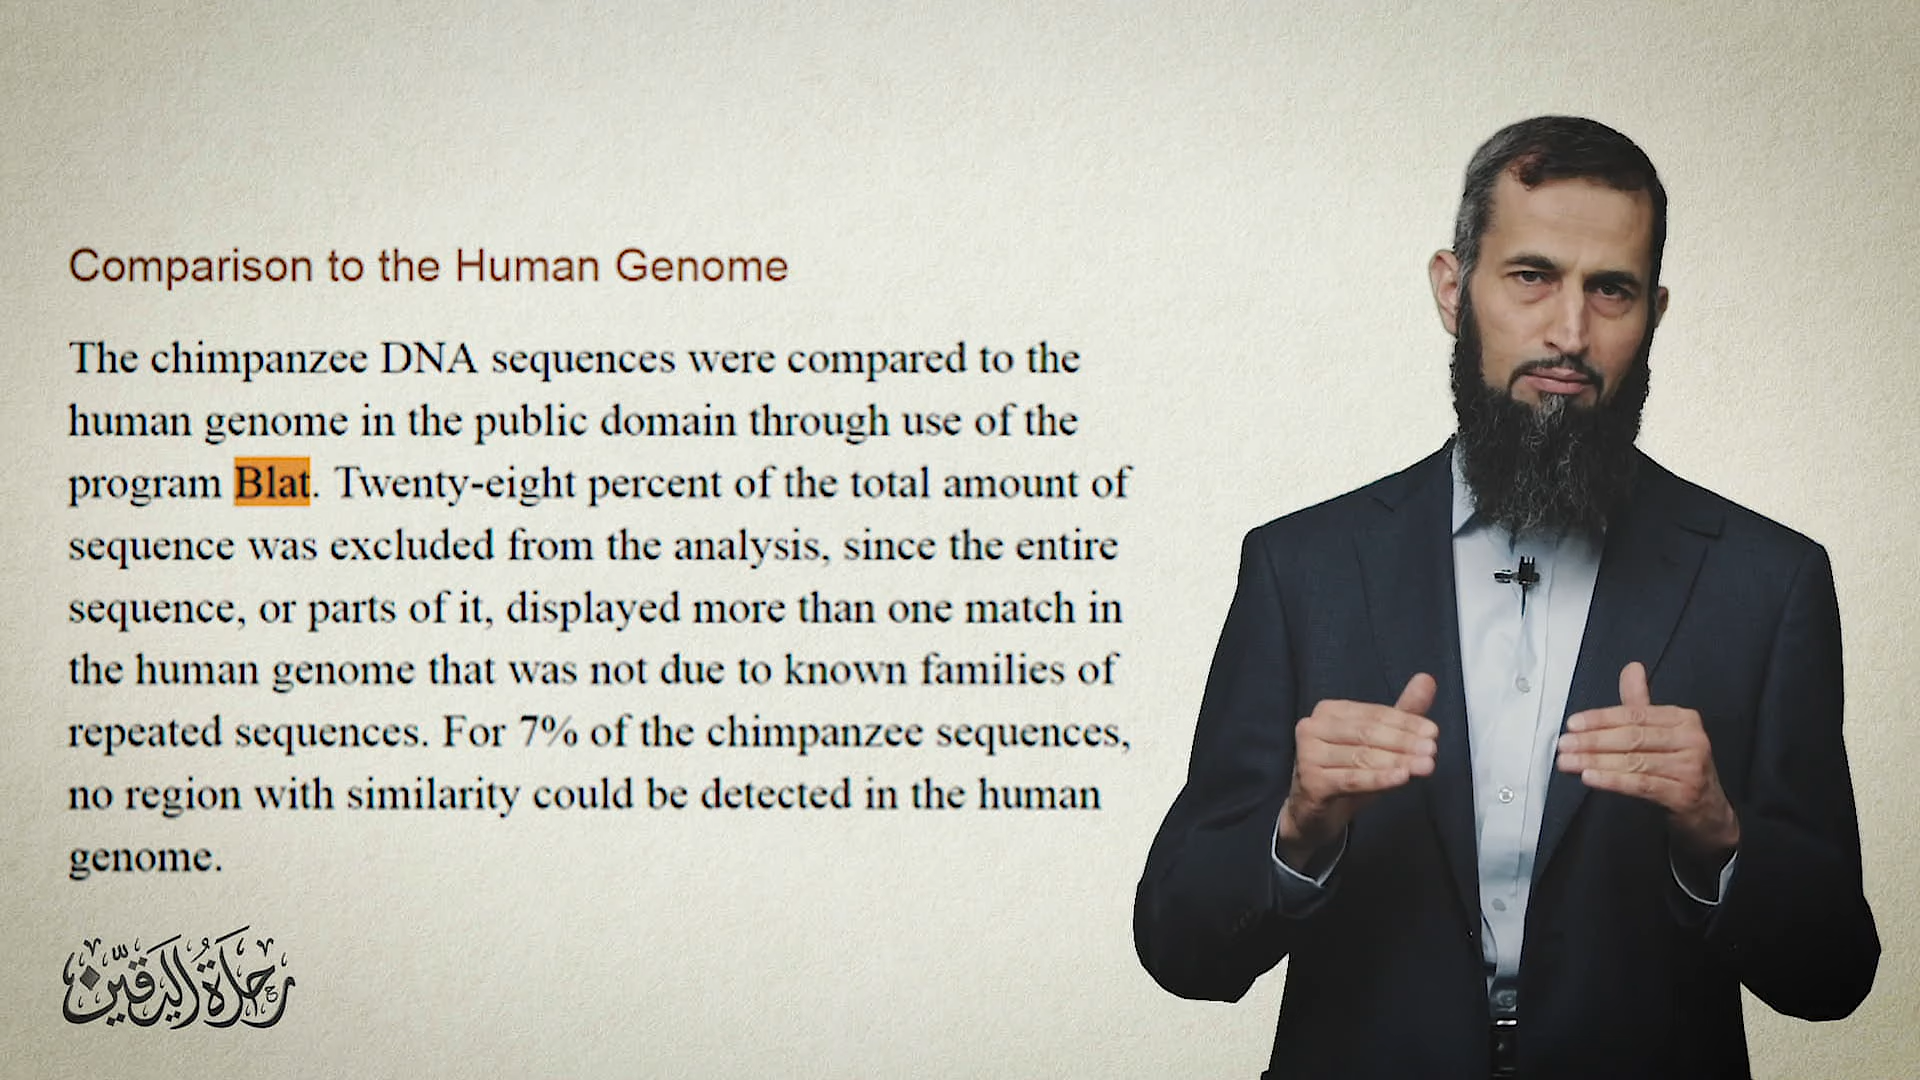 Comparison to the Human Genome
The chimpanzee DNA sequences were compared to the
human genome in the public domain through use of the
program Blat. Twenty-eight percent of the total amount of
sequence was excluded from the analysis, since the entire
sequence, or parts of it, displayed more than one match in
the human genome that was not due to known families of
repeated sequences. For 7% of the chimpanzee sequences,
no region with similarity could be detected in the human
genome.
رحلة اليقين